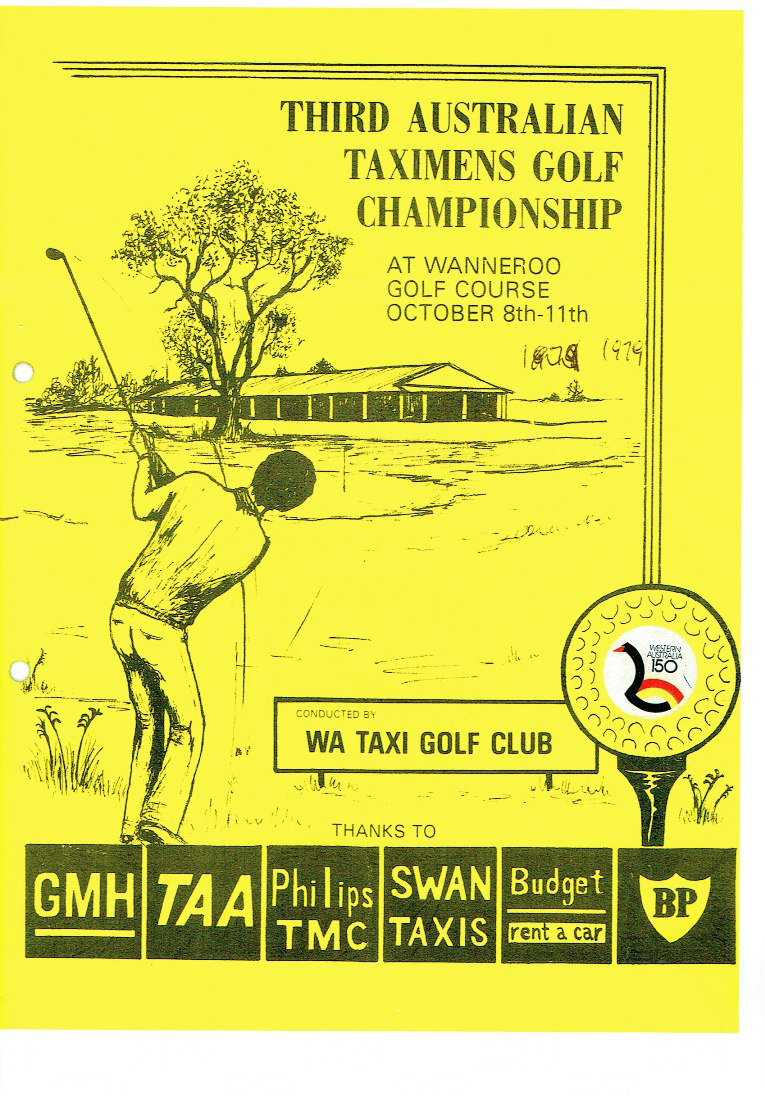 THIRD AUSTRALIAN
TAXIMENS GOLF
CHAMPIONSHIP
AT WANNEROO
GOLF COURSE
OCTOBER 8th-11th
1979
WESTERN
AUSTRALIA
150
CONDUCTED BY
WA TAXI GOLF CLUB
THANKS TO
GMH
TAA
Philips
TMC
SWAN
TAXIS
Budget
rent a car
BP